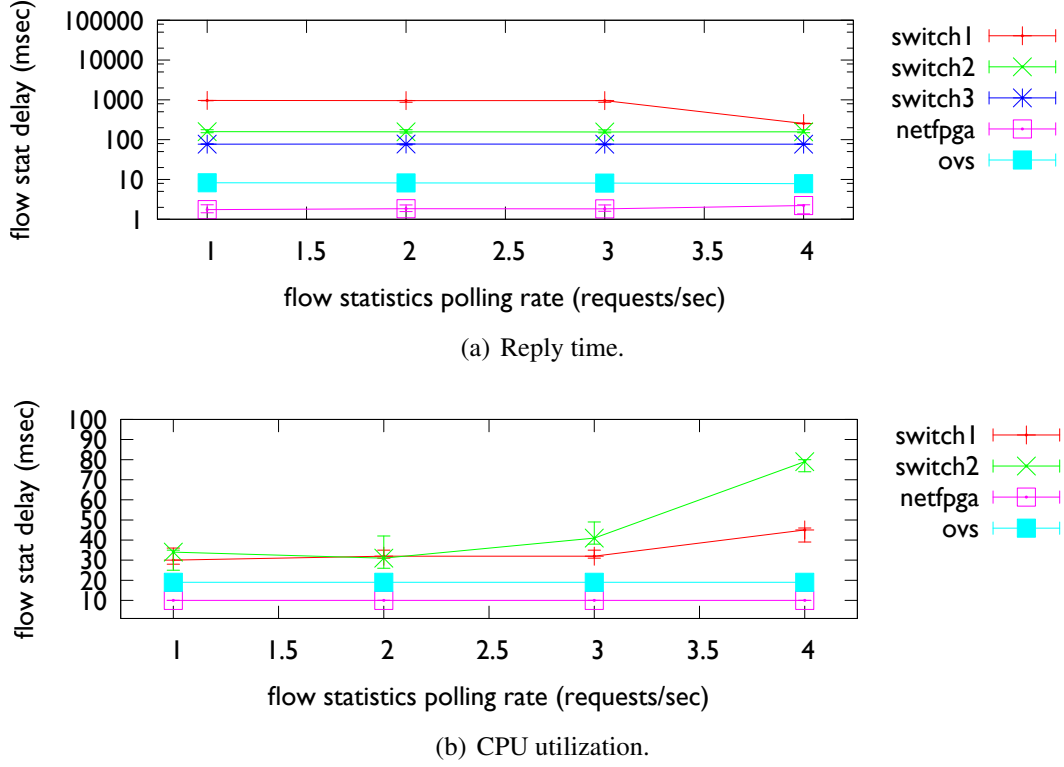 flow stat delay (msec)
100000
10000
1000
100
10
1
1 1.5 2 2.5 3 3.5 4
flow statistics polling rate (requests/sec)
switch1
switch2
switch3
netfpga
ovs
(a) Reply time.
flow stat delay (msec)
100
90
80
70
60
50
40
30
20
10
1 1.5 2 2.5 3 3.5 4
flow statistics polling rate (requests/sec)
switch1
switch2
netfpga
ovs
(b) CPU utilization.